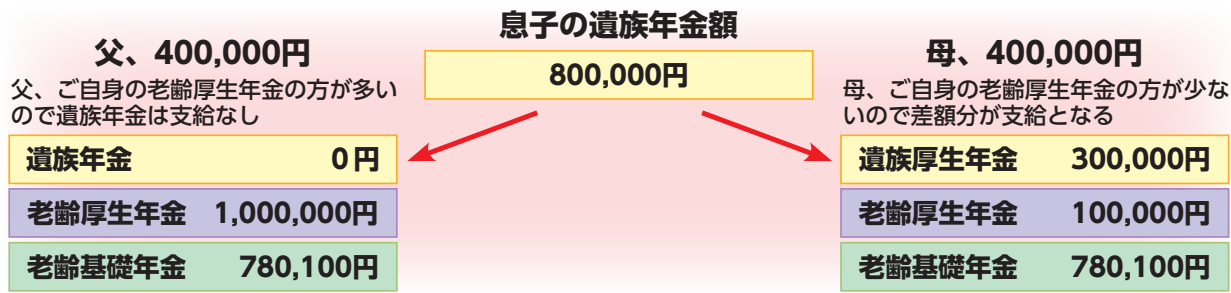 息子の遺族年金額
800,000円
父、400,000円
父、ご自身の老齢厚生年金の方が多い
ので遺族年金は支給なし
遺族年金 0円
老齢厚生年金 1,000,000円
老齢基礎年金 780,100円
母、400,000円
母、ご自身の老齢厚生年金の方が少な
いので差額分が支給となる
遺族厚生年金 300,000円
老齢厚生年金 100,000円
老齢基礎年金 780,100円